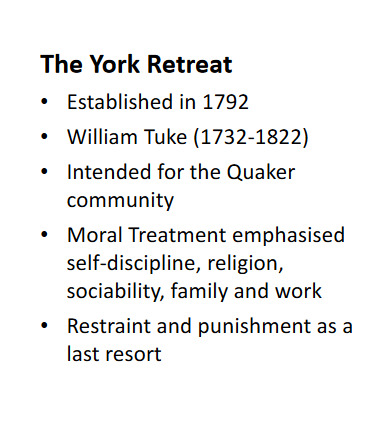 The York Retreat
• Established in 1792
• William Tuke (1732-1822)
• Intended for the Quaker
community
• Moral Treatment emphasised
self-discipline, religion,
sociability, family and work
• Restraint and punishment as a
last resort